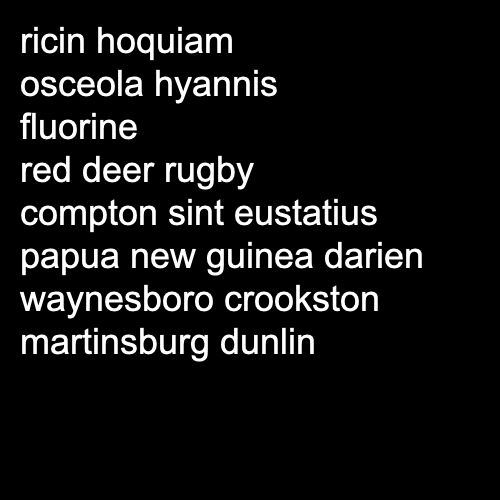 ricin hoquiam
osceola hyannis
fluorine
red deer rugby
compton sint eustatius
papua new guinea darien
waynesboro crookston
martinsburg dunlin